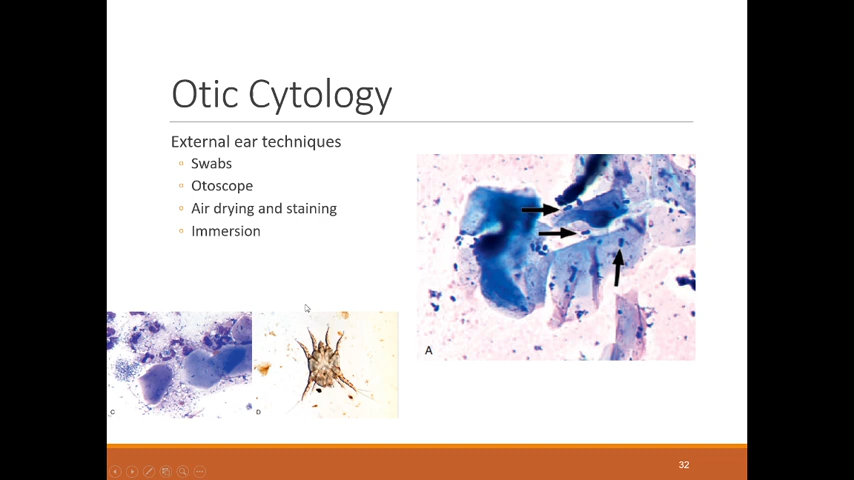 Otic Cytology
External ear techniques
Swabs
Otoscope
Air drying and staining
Immersion
A
C
D
32